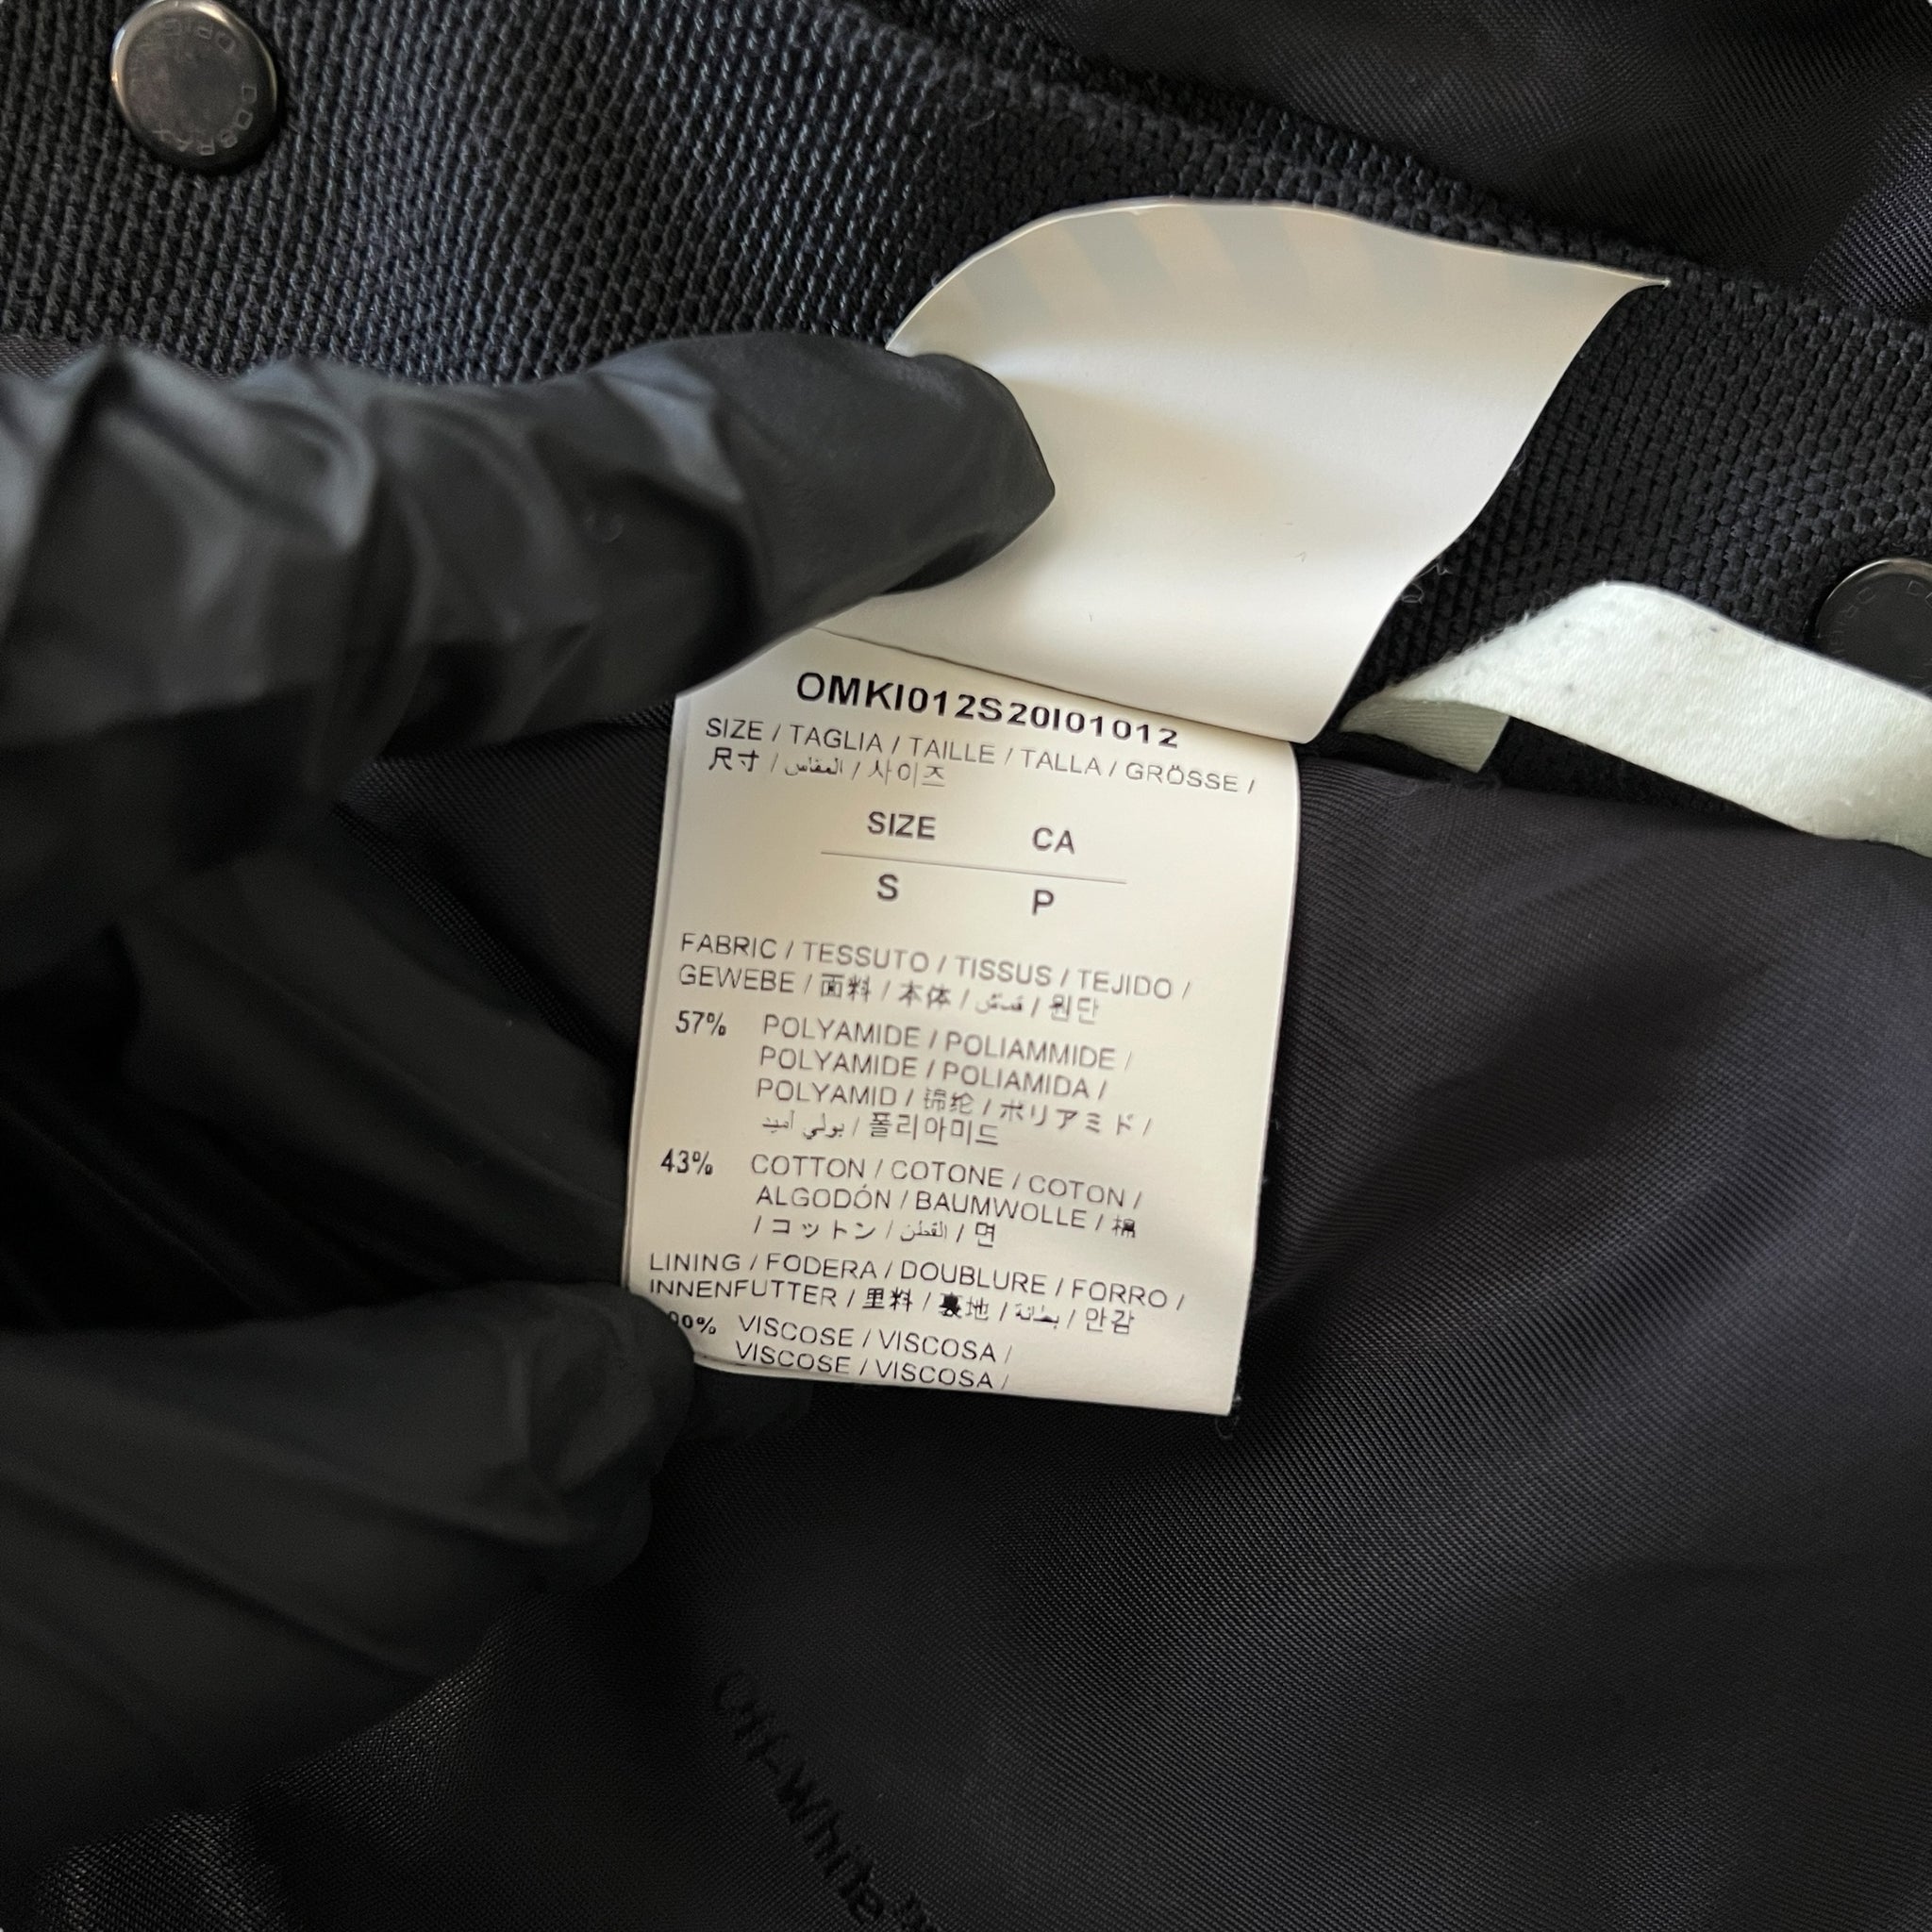 OMKI012S20I01012
SIZE / TAGLIA / TAILLE / TALLA / GRÖSSE /
尺寸 / المقاس / 사이즈
SIZE CA
S P
FABRIC / TESSUTO / TISSUS / TEJIDO /
GEWEBE / 面料 / 本体 / قماش / 원단
57% POLYAMIDE / POLIAMMIDE /
POLYAMIDE / POLIAMIDA /
POLYAMID / 锦纶 / ポリアミド /
بولي أميد / 폴리아미드
43% COTTON / COTONE / COTON /
ALGODÓN / BAUMWOLLE / 棉
/ コットン / القطن / 면
LINING / FODERA / DOUBLURE / FORRO /
INNENFUTTER / 里料 / 裏地 / بطانة / 안감
00% VISCOSE / VISCOSA /
VISCOSE / VISCOSA /
Off-White™